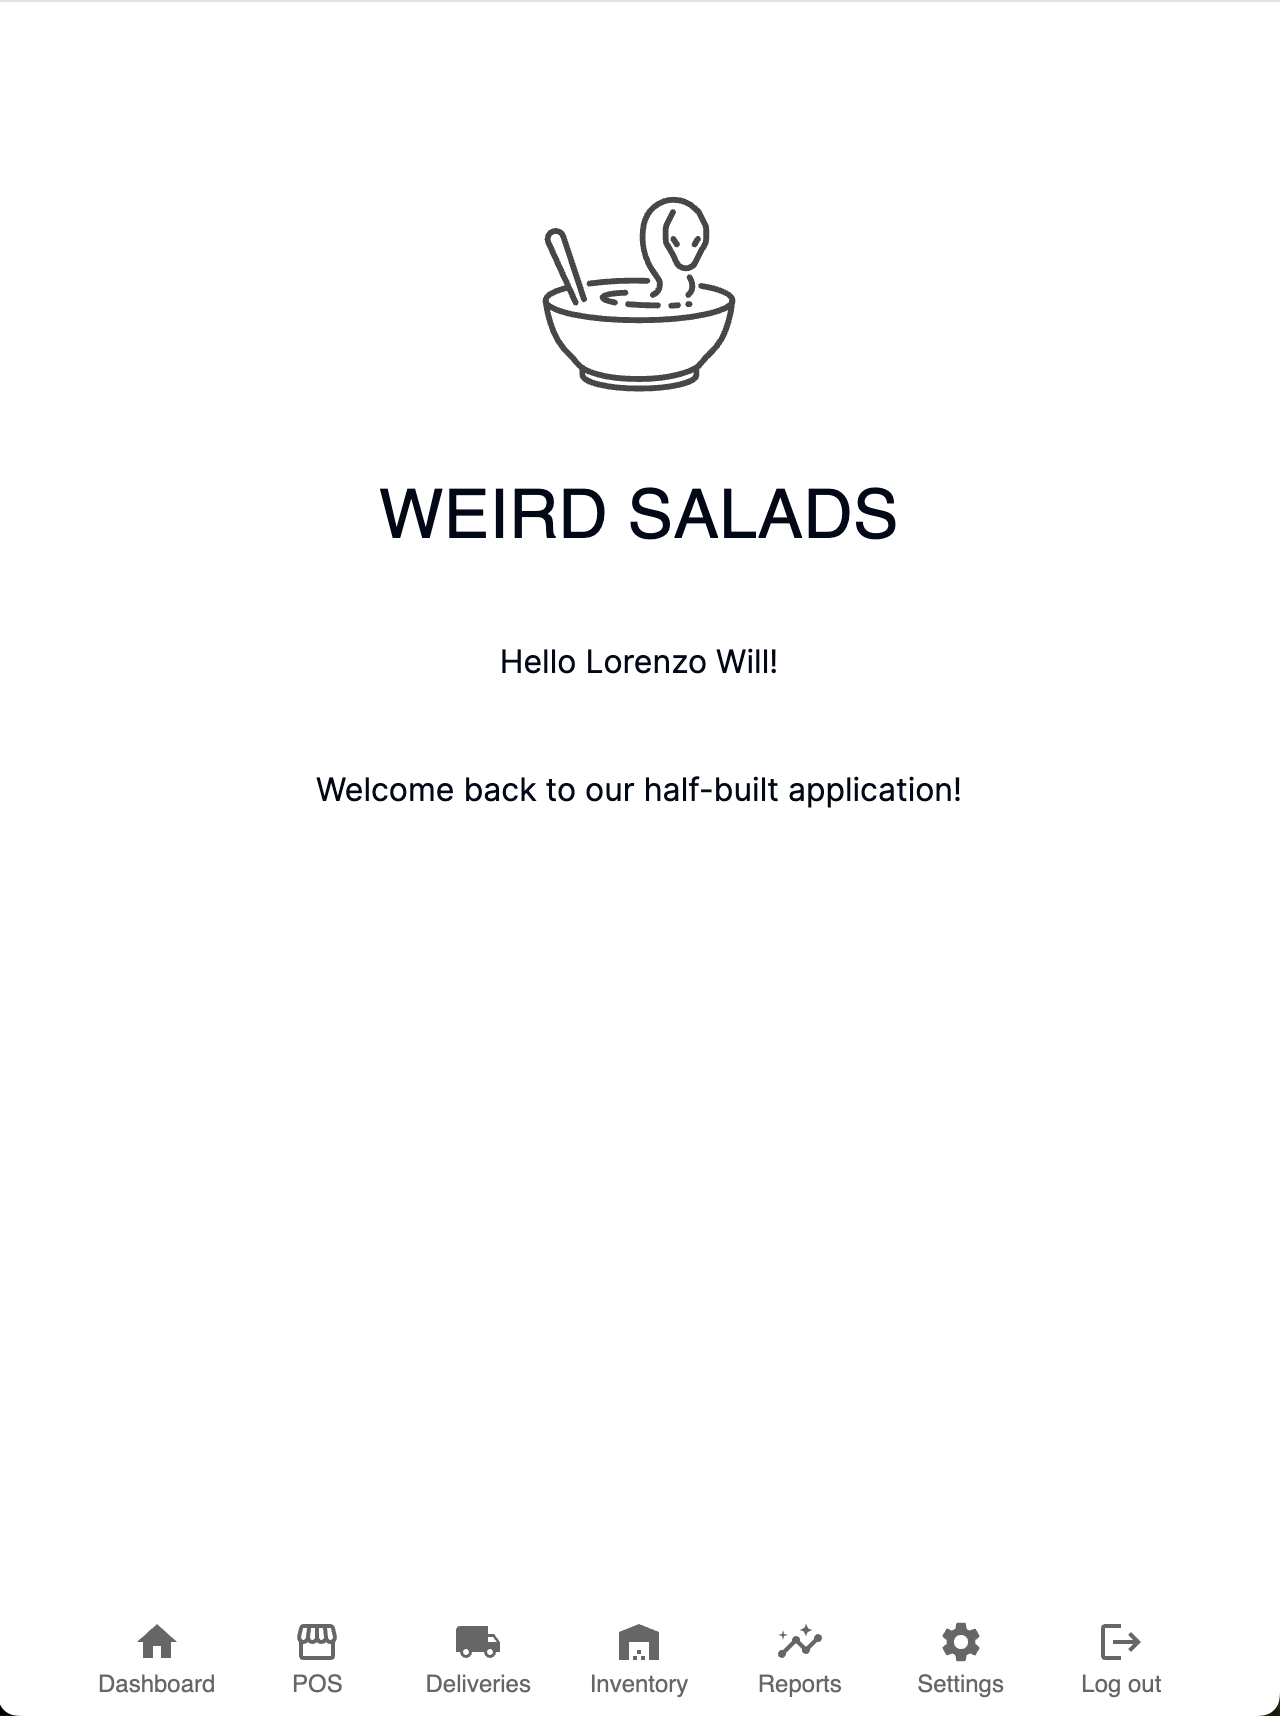 WEIRD SALADS
Hello Lorenzo Will!
Welcome back to our half-built application!
Dashboard POS Deliveries Inventory Reports Settings Log out